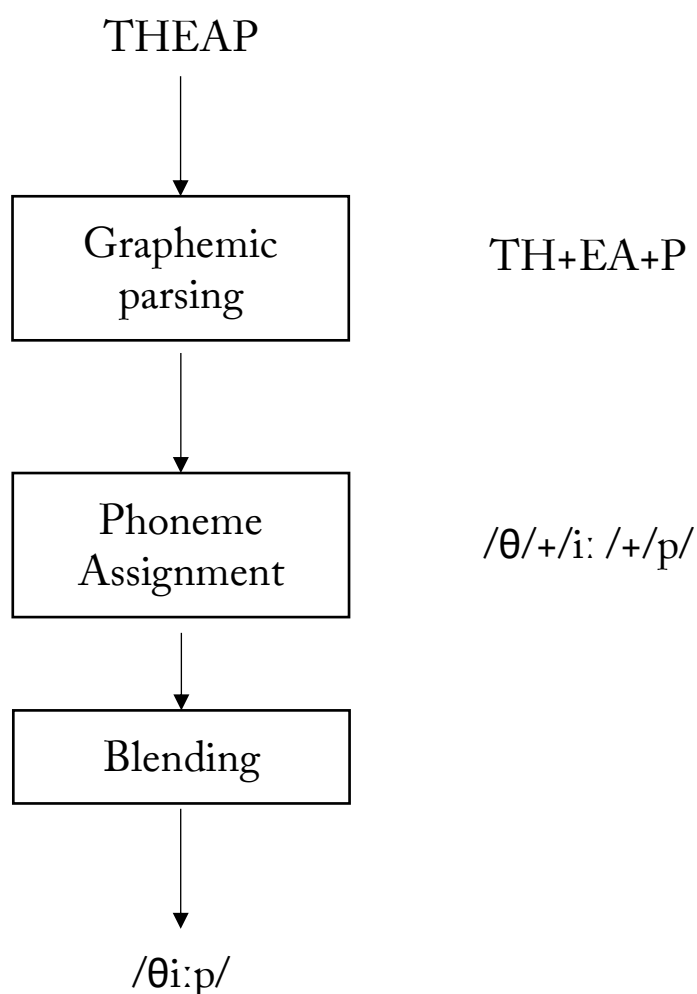 THEAP
Graphemic
parsing
TH+EA+P
Phoneme
Assignment
/θ/+/iː /+/p/
Blending
/θiːp/